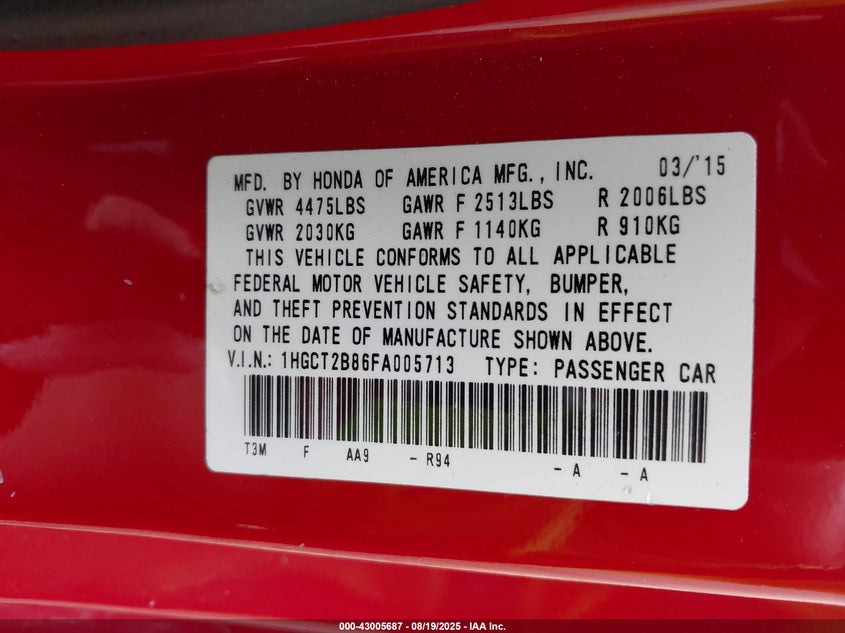 MFD. BY HONDA OF AMERICA MFG., INC. 03/'15
GVWR 4475LBS GAWR F 2513LBS R 2006LBS
GVWR 2030KG GAWR F 1140KG R 910KG
THIS VEHICLE CONFORMS TO ALL APPLICABLE
FEDERAL MOTOR VEHICLE SAFETY, BUMPER,
AND THEFT PREVENTION STANDARDS IN EFFECT
ON THE DATE OF MANUFACTURE SHOWN ABOVE.
V.I.N.: 1HGCT2B86FA005713 TYPE: PASSENGER CAR
T3M F AA9 - R94 - A - A
000-43005687 - 08/19/2025 - IAA Inc.